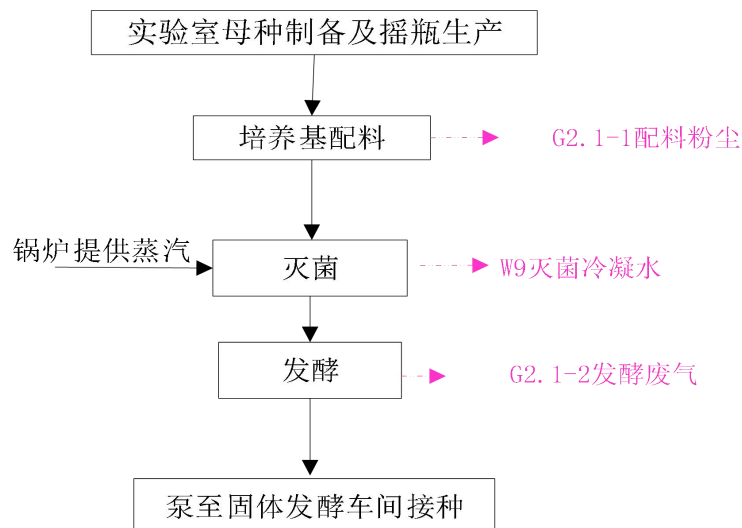 实验室母种制备及摇瓶生产
培养基配料
G2.1-1配料粉尘
锅炉提供蒸汽
灭菌
W9灭菌冷凝水
发酵
G2.1-2发酵废气
泵至固体发酵车间接种